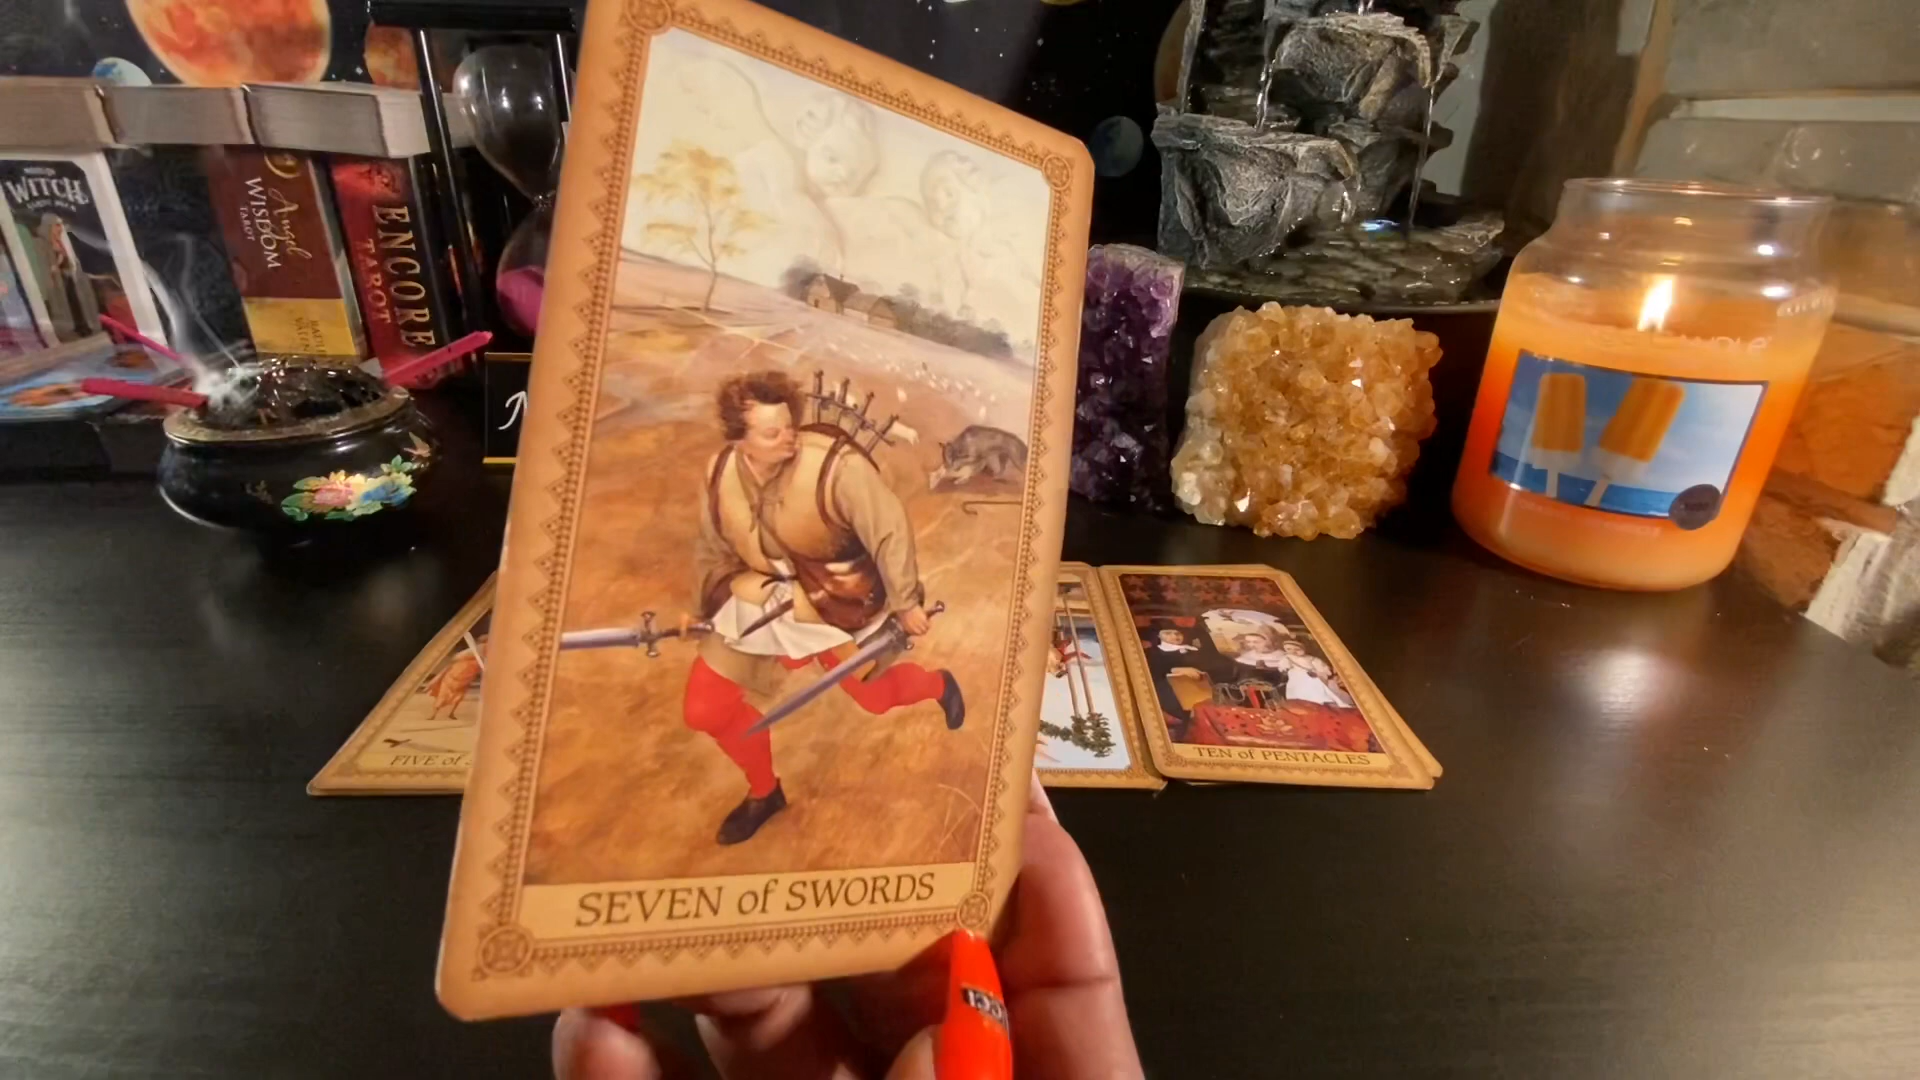 WITCH
Angel
WISDOM
TAROT
ENCORE
TAROT
SEVEN of SWORDS
FIVE of
TEN of PENTACLES